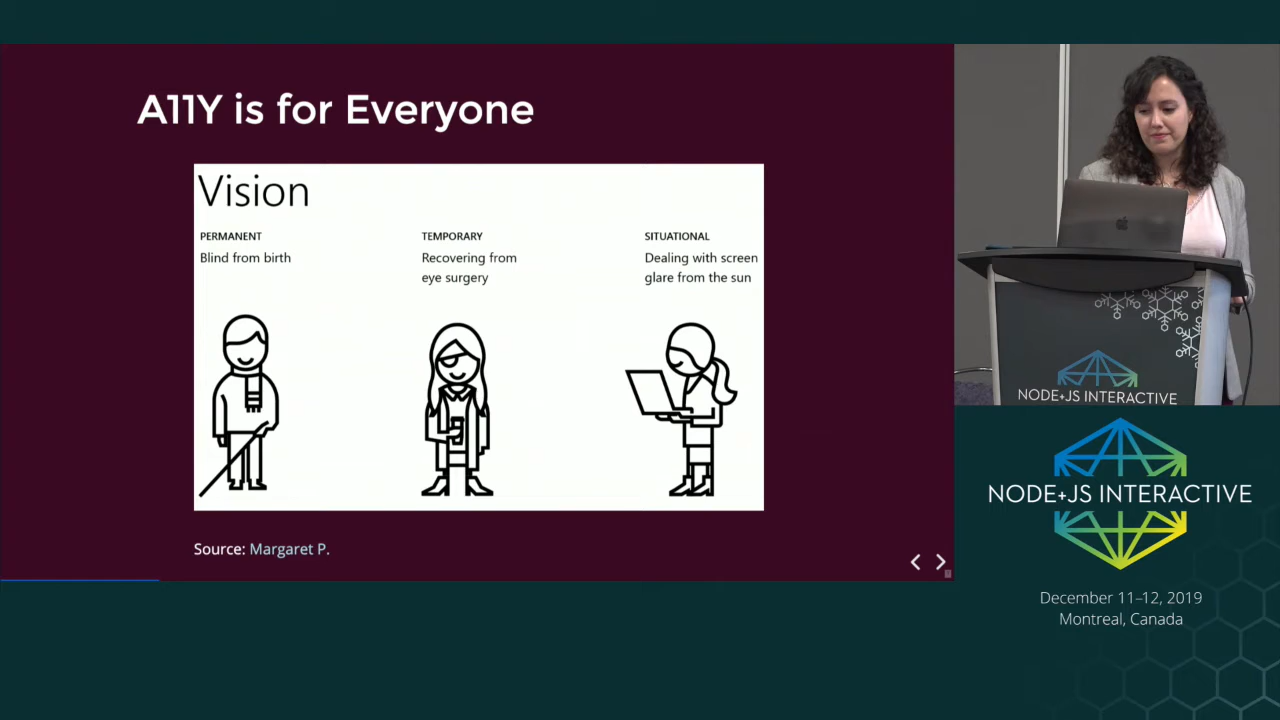 A11Y is for Everyone
Vision
PERMANENT
Blind from birth
TEMPORARY
Recovering from
eye surgery
SITUATIONAL
Dealing with screen
glare from the sun
Source: Margaret P.
NODE+JS INTERACTIVE
NODE+JS INTERACTIVE
December 11–12, 2019
Montreal, Canada